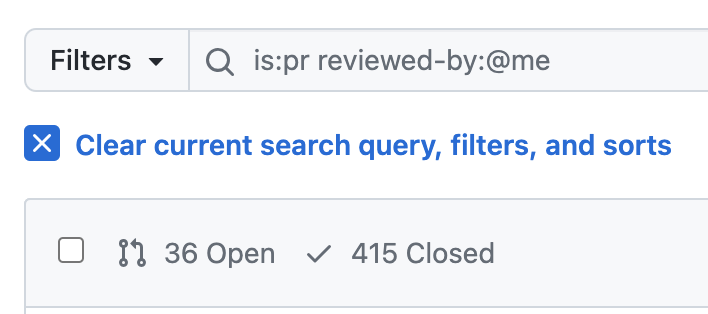 Filters is:pr reviewed-by:@me
Clear current search query, filters, and sorts
36 Open 415 Closed